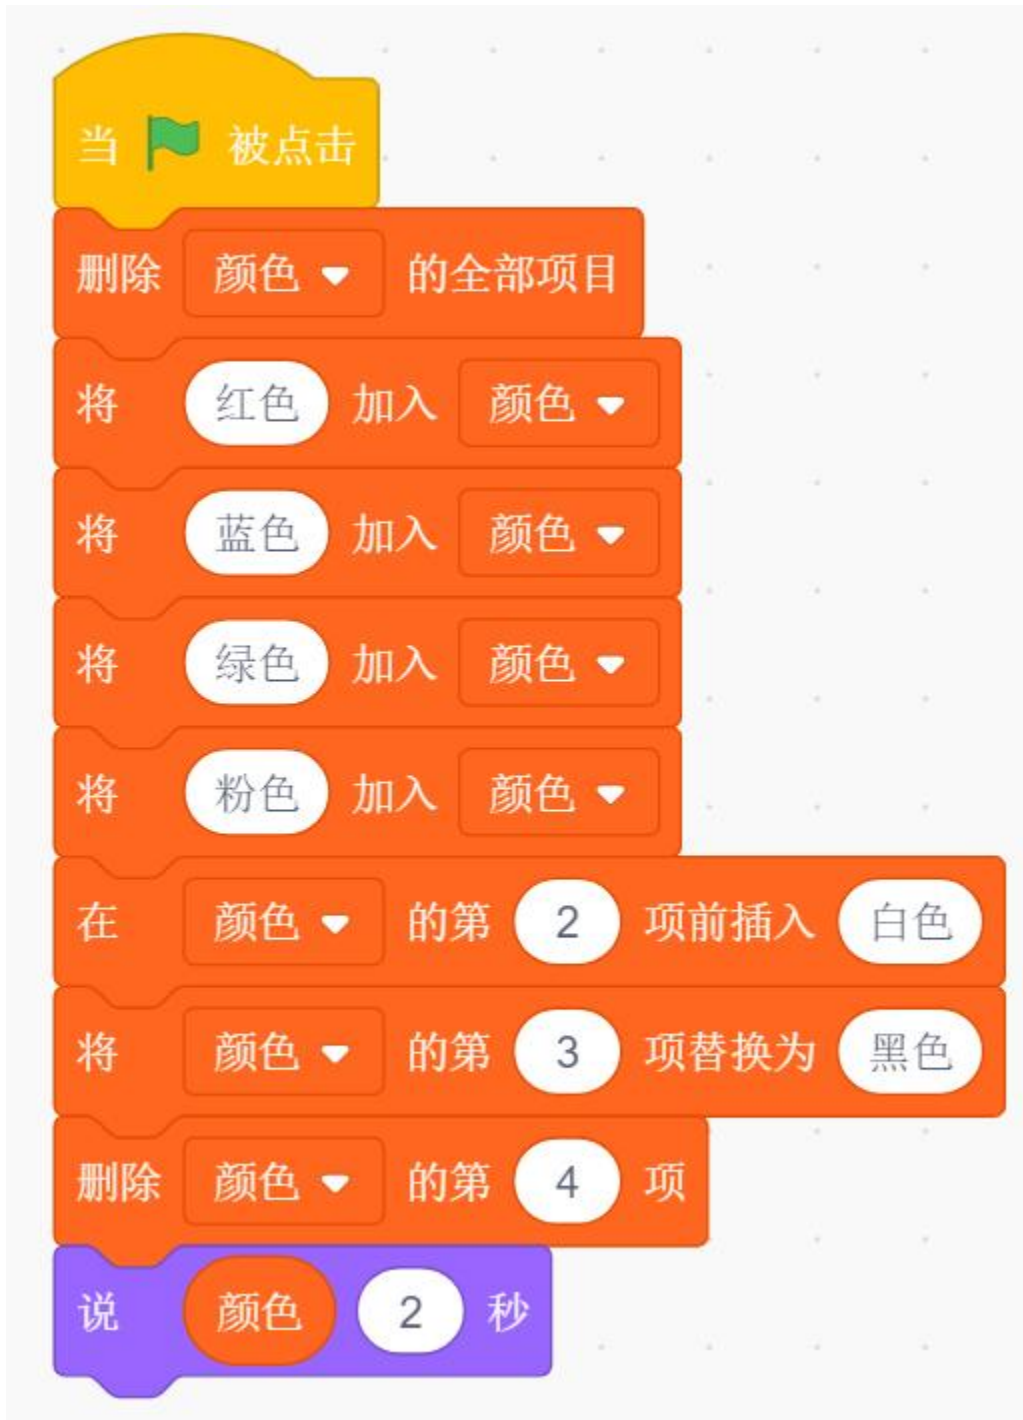 当 被点击
删除 颜色 的全部项目
将 红色 加入 颜色
将 蓝色 加入 颜色
将 绿色 加入 颜色
将 粉色 加入 颜色
在 颜色 的第 2 项前插入 白色
将 颜色 的第 3 项替换为 黑色
删除 颜色 的第 4 项
说 颜色 2 秒